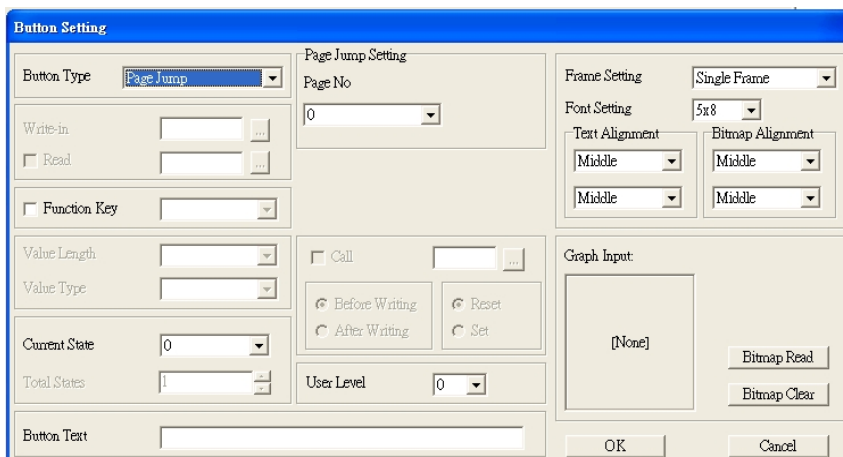 Button Setting
Button Type
Page Jump
Write-in
...
Read
...
Function Key
Value Length
Value Type
Current State
0
Total States
1
Button Text
Page Jump Setting
Page No
0
Call
...
Before Writing
After Writing
Reset
Set
User Level
0
Frame Setting
Single Frame
Font Setting
5x8
Text Alignment
Middle
Middle
Bitmap Alignment
Middle
Middle
Graph Input:
[None]
Bitmap Read
Bitmap Clear
OK
Cancel